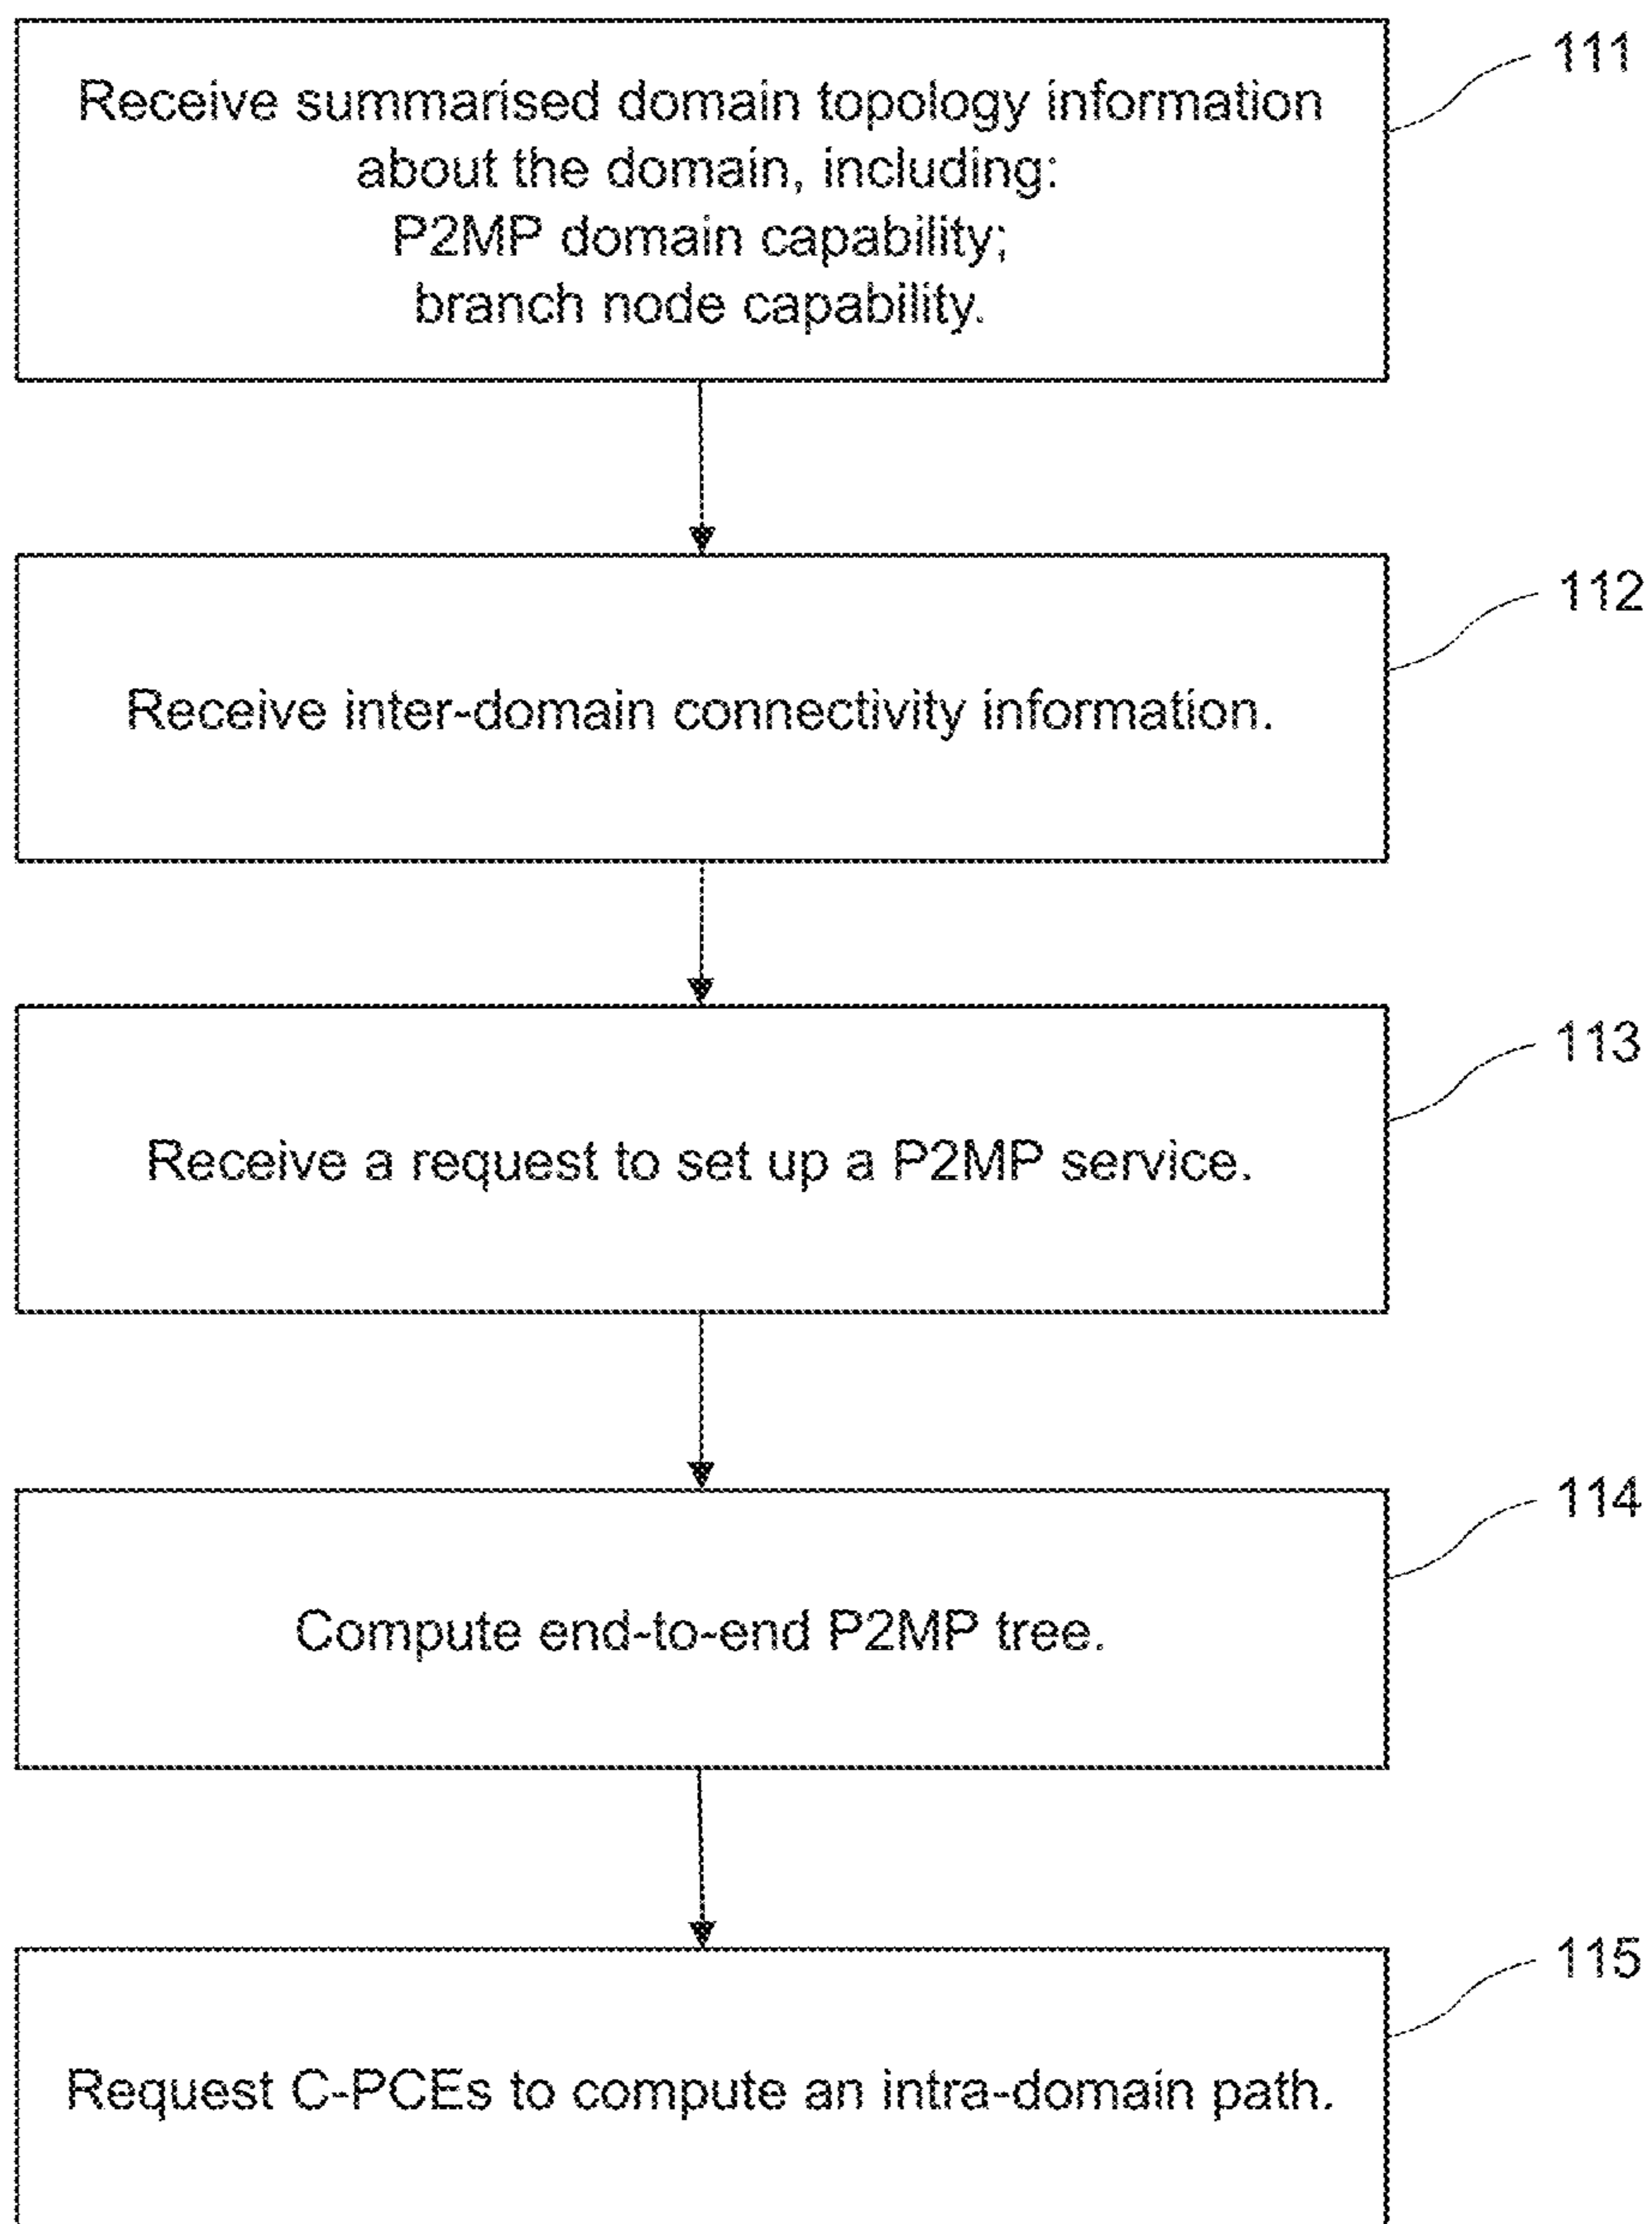 Receive summarised domain topology information
about the domain, including:
P2MP domain capability;
branch node capability.
111
Receive inter-domain connectivity information.
112
Receive a request to set up a P2MP service.
113
Compute end-to-end P2MP tree.
114
Request C-PCEs to compute an intra-domain path.
115